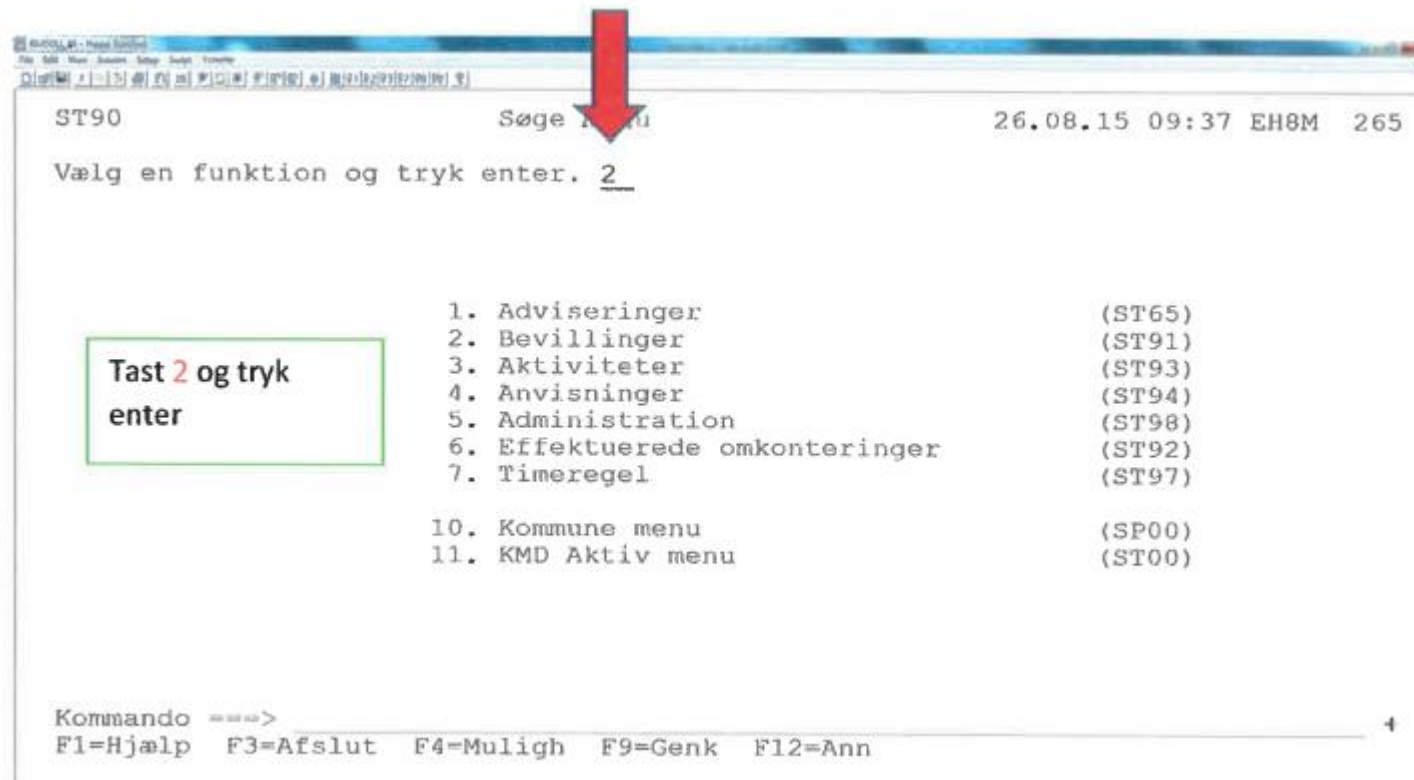 ST90 Søge 26.08.15 09:37 EH8M 265
Vælg en funktion og tryk enter. 2
1. Adviseringer (ST65)
2. Bevillinger (ST91)
3. Aktiviteter (ST93)
4. Anvisninger (ST94)
5. Administration (ST98)
6. Effektuerede omkonteringer (ST92)
7. Timeregel (ST97)
10. Kommune menu (SP00)
11. KMD Aktiv menu (ST00)
Tast 2 og tryk
enter
Kommando ===>
F1=Hjælp F3=Afslut F4=Muligh F9=Genk F12=Ann